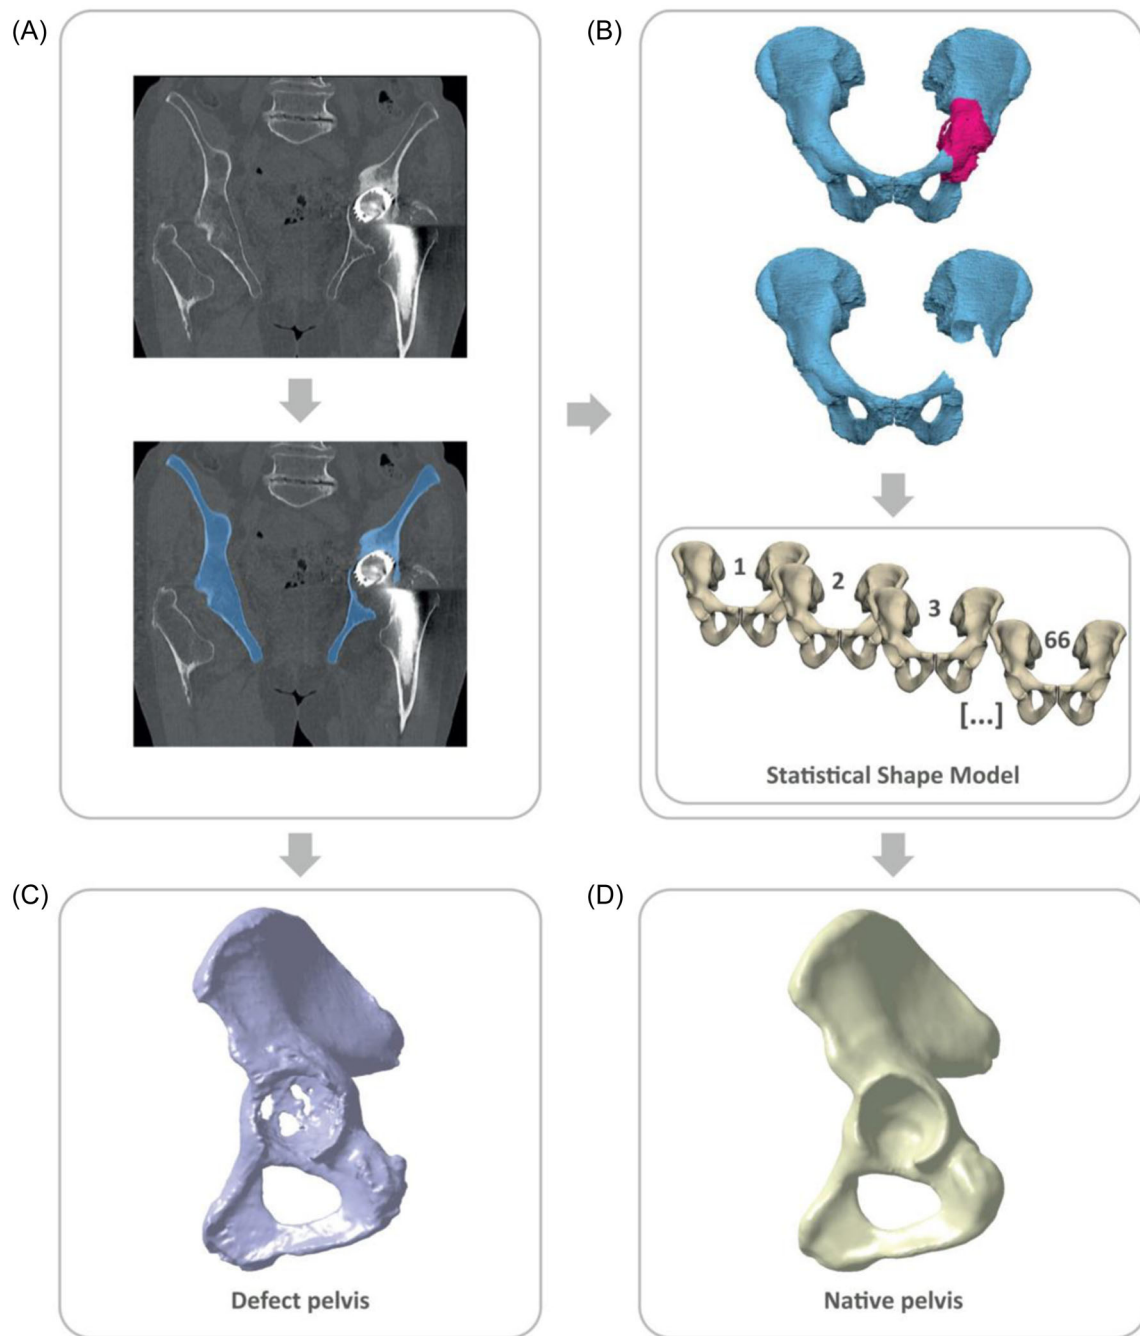 (A)
(B)
1
2
3
66
[...]
Statistical Shape Model
(C)
(D)
Defect pelvis
Native pelvis